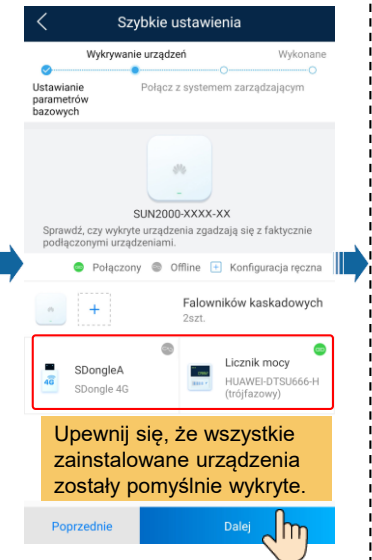 Szybkie ustawienia
Wykrywanie urządzeń
Wykonane
Ustawianie
parametrów
bazowych
Połącz z systemem zarządzającym
SUN2000-XXXX-XX
Sprawdź, czy wykryte urządzenia zgadzają się z faktycznie
podłączonymi urządzeniami.
Połączony
Offline
Konfiguracja ręczna
Falowników kaskadowych
2szt.
SDongleA
SDongle 4G
4G
Licznik mocy
HUAWEI-DTSU666-H
(trójfazowy)
Upewnij się, że wszystkie
zainstalowane urządzenia
zostały pomyślnie wykryte.
Poprzednie
Dalej